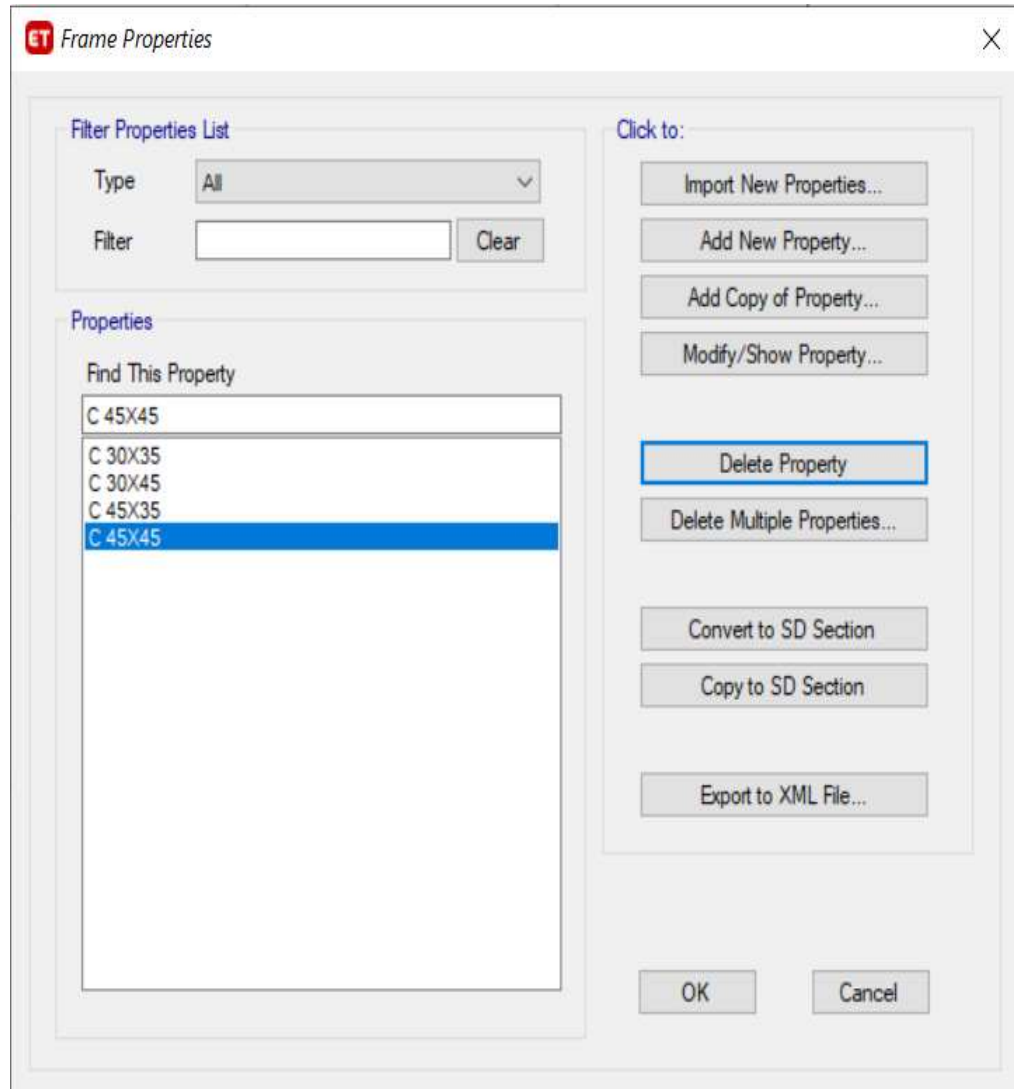 ET Frame Properties
Filter Properties List
Type All
Filter Clear
Properties
Find This Property
C 45X45
C 30X35
C 30X45
C 45X35
C 45X45
Click to:
Import New Properties...
Add New Property...
Add Copy of Property...
Modify/Show Property...
Delete Property
Delete Multiple Properties...
Convert to SD Section
Copy to SD Section
Export to XML File...
OK Cancel